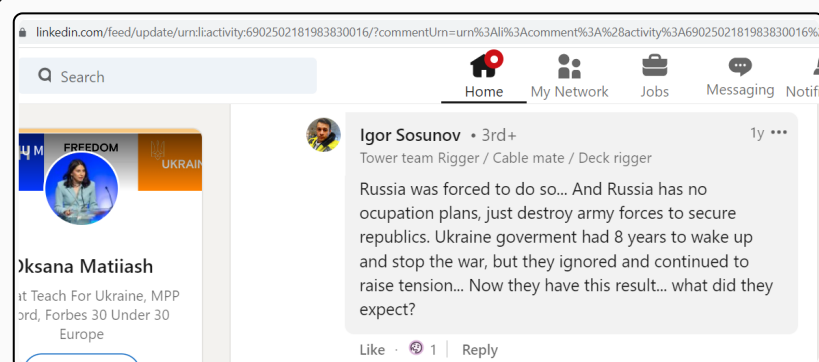 linkedin.com/feed/update/urn:li:activity:6902502181983830016/?commentUrn=urn%3Ali%3Acomment%3A%28activity%3A6902502181983830016%
Search
Home
My Network
Jobs
Messaging
Notifi
M FREEDOM
UKRAIN
Oksana Matiiash
at Teach For Ukraine, MPP
ord, Forbes 30 Under 30
Europe
Igor Sosunov • 3rd+
1y •••
Tower team Rigger / Cable mate / Deck rigger
Russia was forced to do so... And Russia has no
ocupation plans, just destroy army forces to secure
republics. Ukraine goverment had 8 years to wake up
and stop the war, but they ignored and continued to
raise tension... Now they have this result... what did they
expect?
Like · 1 | Reply